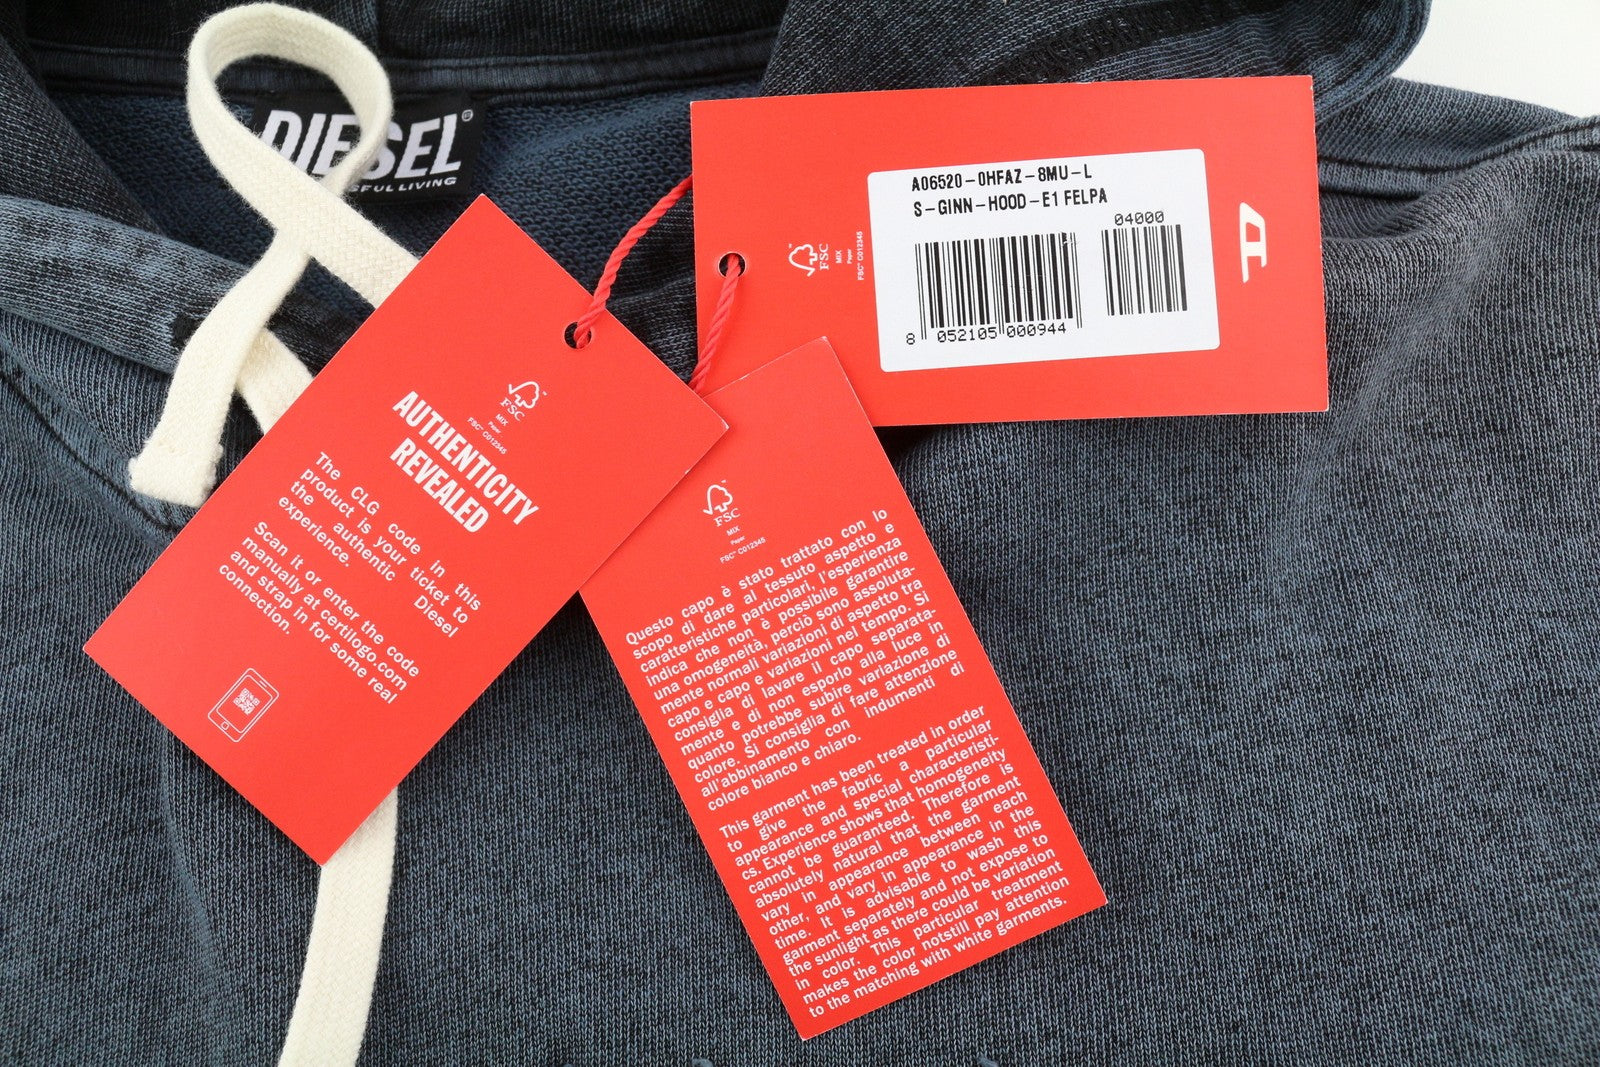 DIESEL®
SFUL LIVING
A06520-0HFAZ-8MU-L
S-GINN-HOOD-E1 FELPA
04000
8 052105 000944
FSC
MIX
Paper
FSC™ C012345
D
FSC
MIX
Paper
FSC™ C012345
AUTHENTICITY
REVEALED
The CLG code in this
product is your ticket to
the authentic Diesel
experience.
Scan it or enter the code
manually at certilogo.com
and strap in for some real
connection.
FSC
MIX
Paper
FSC™ C012345
Questo capo è stato trattato con lo
scopo di dare al tessuto aspetto e
caratteristiche particolari, l'esperienza
indica che non è possibile garantire
una omogeneità, perciò sono assoluta-
mente normali variazioni di aspetto tra
capo e capo e variazioni nel tempo. Si
consiglia di lavare il capo separata-
mente e di non esporlo alla luce in
quanto potrebbe subire variazione di
colore. Si consiglia di fare attenzione
all'abbinamento con indumenti di
colore bianco e chiaro.
This garment has been treated in order
to give the fabric a particular
appearance and special characteristi-
cs. Experience shows that homogeneity
cannot be guaranteed. Therefore is
absolutely natural that the garment
vary in appearance between each
other, and vary in appearance in the
time. It is advisable to wash this
garment separately and not expose to
the sunlight as there could be variation
in color. This particular treatment
makes the color notstill pay attention
to the matching with white garments.